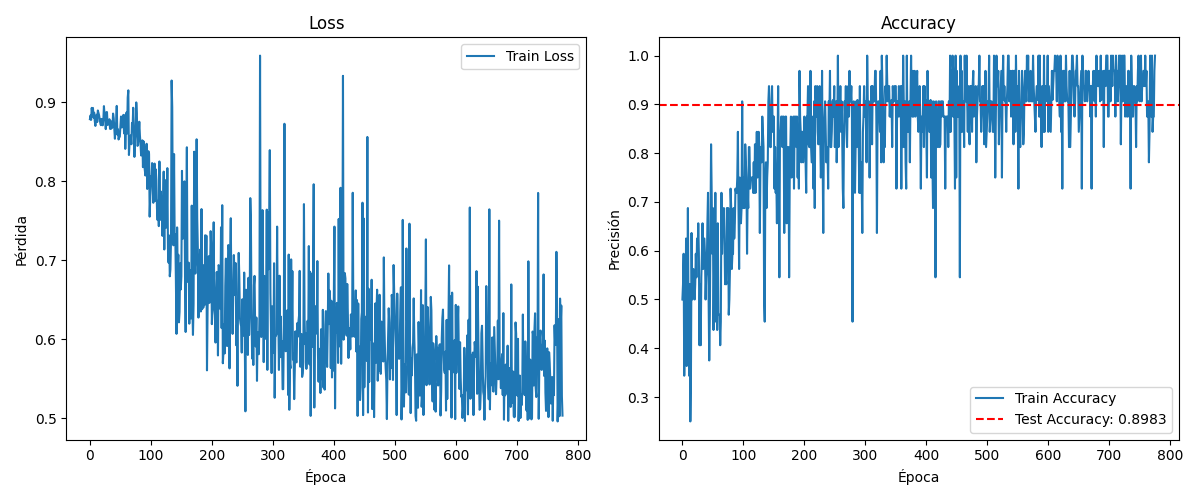 Loss
Pérdida
0.9
0.8
0.7
0.6
0.5
Train Loss
0 100 200 300 400 500 600 700 800
Época
Accuracy
Precisión
1.0
0.9
0.8
0.7
0.6
0.5
0.4
0.3
Train Accuracy
Test Accuracy: 0.8983
0 100 200 300 400 500 600 700 800
Época